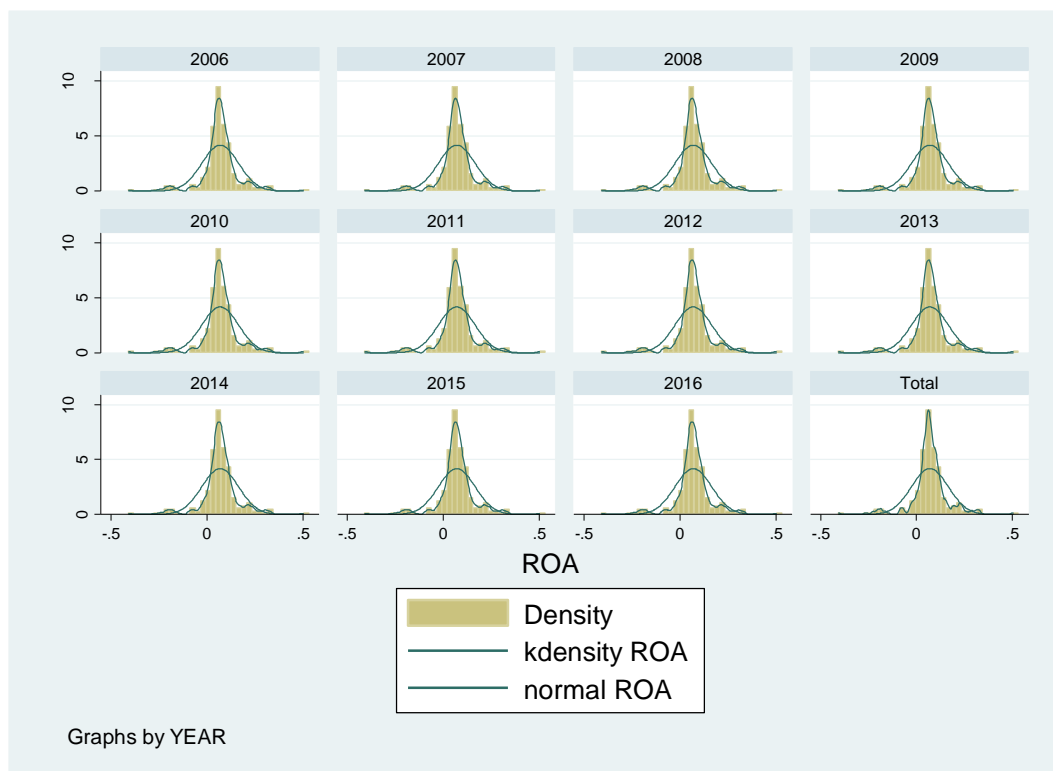 2006 2007 2008 2009
10
5
0
2010 2011 2012 2013
10
5
0
2014 2015 2016 Total
10
5
0
-.5 0 .5 -.5 0 .5 -.5 0 .5 -.5 0 .5
ROA
Density
kdensity ROA
normal ROA
Graphs by YEAR